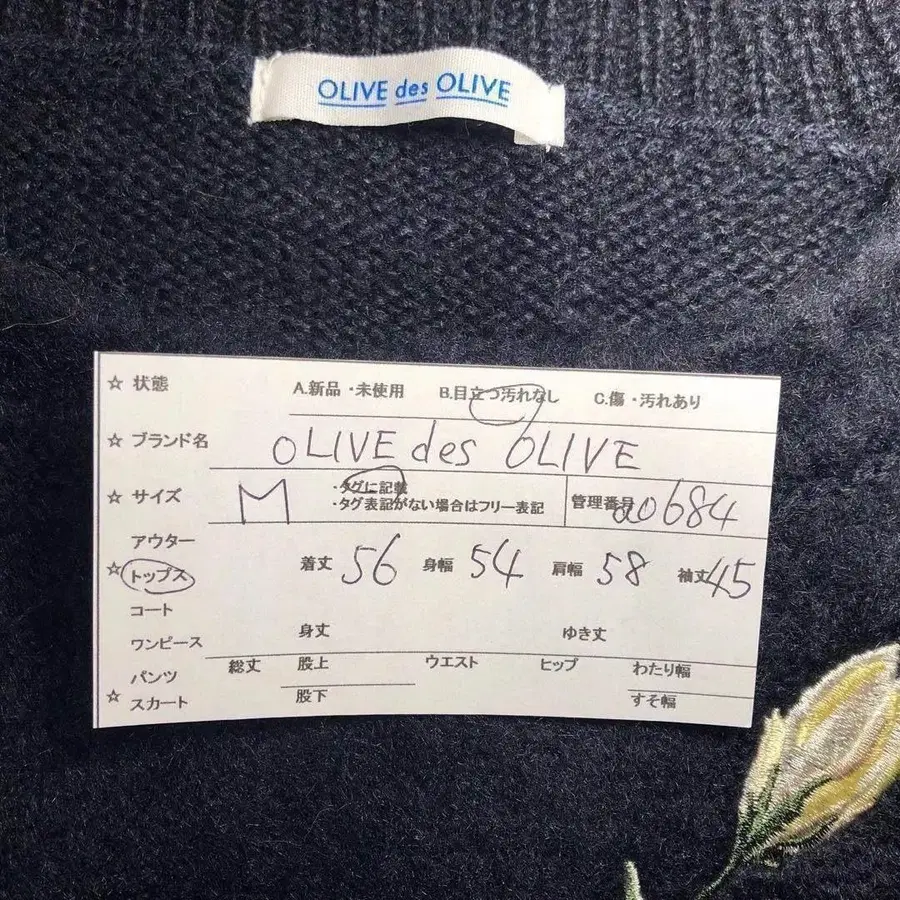 OLIVE des OLIVE
☆ 状態 A.新品・未使用 B.目立つ汚れなし C.傷・汚れあり
☆ ブランド名 OLIVE des OLIVE
☆ サイズ M ・タグに記載
・タグ表記がない場合はフリー表記 管理番号 a0684
アウター
☆ トップス 着丈 56 身幅 54 肩幅 58 袖丈 45
コート
ワンピース 身丈 ゆき丈
パンツ 総丈 股上 ウエスト ヒップ わたり幅
☆ スカート 股下 すそ幅